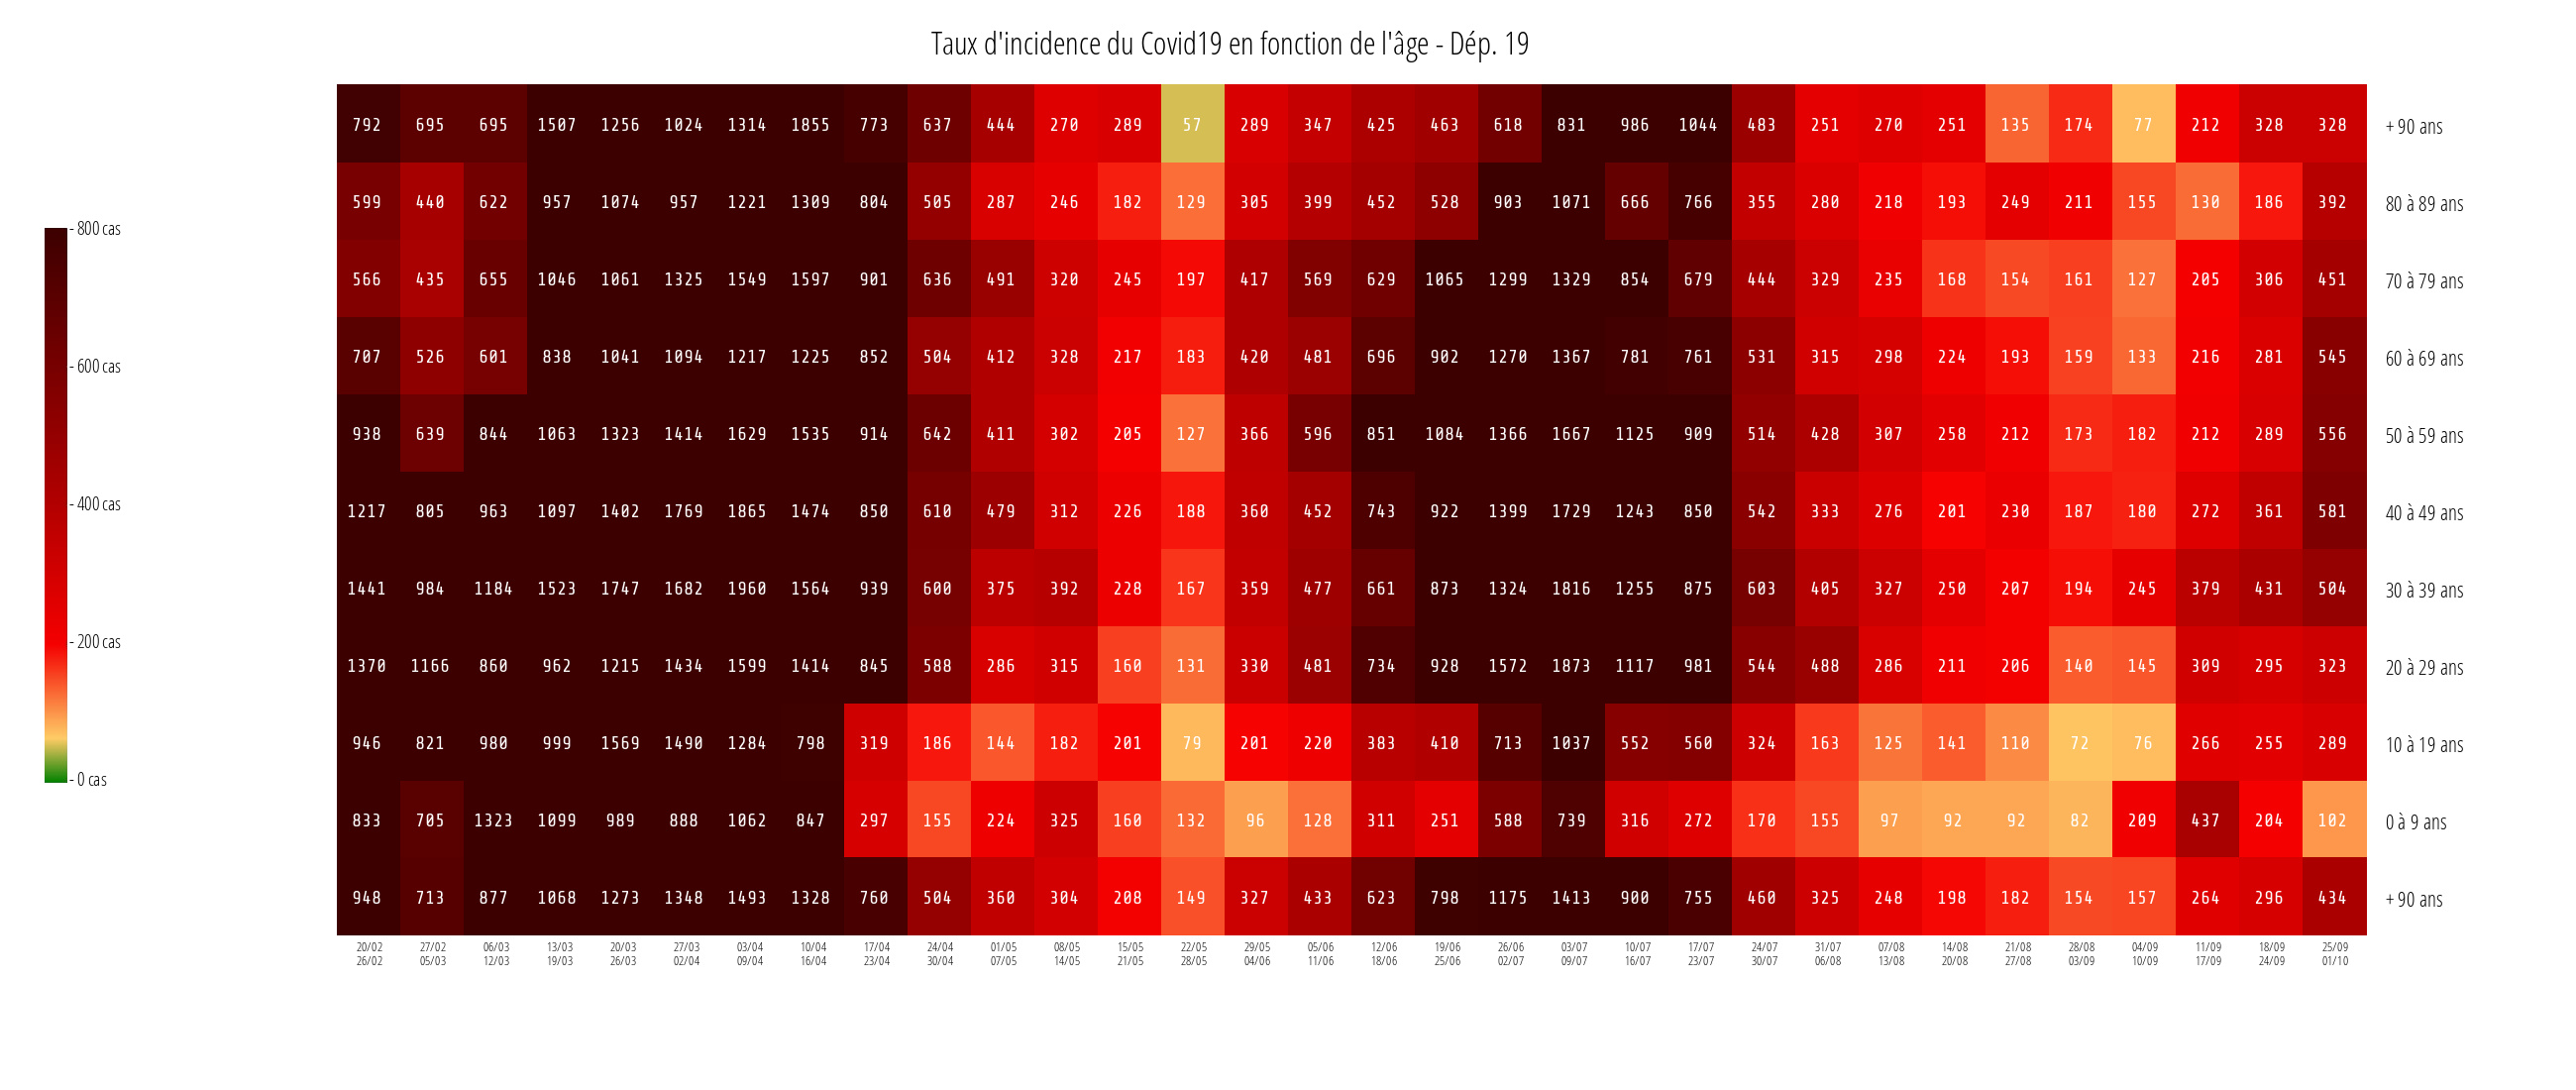 Taux d'incidence du Covid19 en fonction de l'âge - Dép. 19
792 695 695 1507 1256 1024 1314 1855 773 637 444 270 289 57 289 347 425 463 618 831 986 1044 483 251 270 251 135 174 77 212 328 328 + 90 ans
599 440 622 957 1074 957 1221 1309 804 505 287 246 182 129 305 399 452 528 903 1071 666 766 355 280 218 193 249 211 155 130 186 392 80 à 89 ans
- 800 cas
566 435 655 1046 1061 1325 1549 1597 901 636 491 320 245 197 417 569 629 1065 1299 1329 854 679 444 329 235 168 154 161 127 205 306 451 70 à 79 ans
707 526 601 838 1041 1094 1217 1225 852 504 412 328 217 183 420 481 696 902 1270 1367 781 761 531 315 298 224 193 159 133 216 281 545 60 à 69 ans
- 600 cas
938 639 844 1063 1323 1414 1629 1535 914 642 411 302 205 127 366 596 851 1084 1366 1667 1125 909 514 428 307 258 212 173 182 212 289 556 50 à 59 ans
- 400 cas
1217 805 963 1097 1402 1769 1865 1474 850 610 479 312 226 188 360 452 743 922 1399 1729 1243 850 542 333 276 201 230 187 180 272 361 581 40 à 49 ans
1441 984 1184 1523 1747 1682 1960 1564 939 600 375 392 228 167 359 477 661 873 1324 1816 1255 875 603 405 327 250 207 194 245 379 431 504 30 à 39 ans
- 200 cas
1370 1166 860 962 1215 1434 1599 1414 845 588 286 315 160 131 330 481 734 928 1572 1873 1117 981 544 488 286 211 206 140 145 309 295 323 20 à 29 ans
946 821 980 999 1569 1490 1284 798 319 186 144 182 201 79 201 220 383 410 713 1037 552 560 324 163 125 141 110 72 76 266 255 289 10 à 19 ans
- 0 cas
833 705 1323 1099 989 888 1062 847 297 155 224 325 160 132 96 128 311 251 588 739 316 272 170 155 97 92 92 82 209 437 204 102 0 à 9 ans
948 713 877 1068 1273 1348 1493 1328 760 504 360 304 208 149 327 433 623 798 1175 1413 900 755 460 325 248 198 182 154 157 264 296 434 + 90 ans
20/02 27/02 06/03 13/03 20/03 27/03 03/04 10/04 17/04 24/04 01/05 08/05 15/05 22/05 29/05 05/06 12/06 19/06 26/06 03/07 10/07 17/07 24/07 31/07 07/08 14/08 21/08 28/08 04/09 11/09 18/09 25/09
26/02 05/03 12/03 19/03 26/03 02/04 09/04 16/04 23/04 30/04 07/05 14/05 21/05 28/05 04/06 11/06 18/06 25/06 02/07 09/07 16/07 23/07 30/07 06/08 13/08 20/08 27/08 03/09 10/09 17/09 24/09 01/10